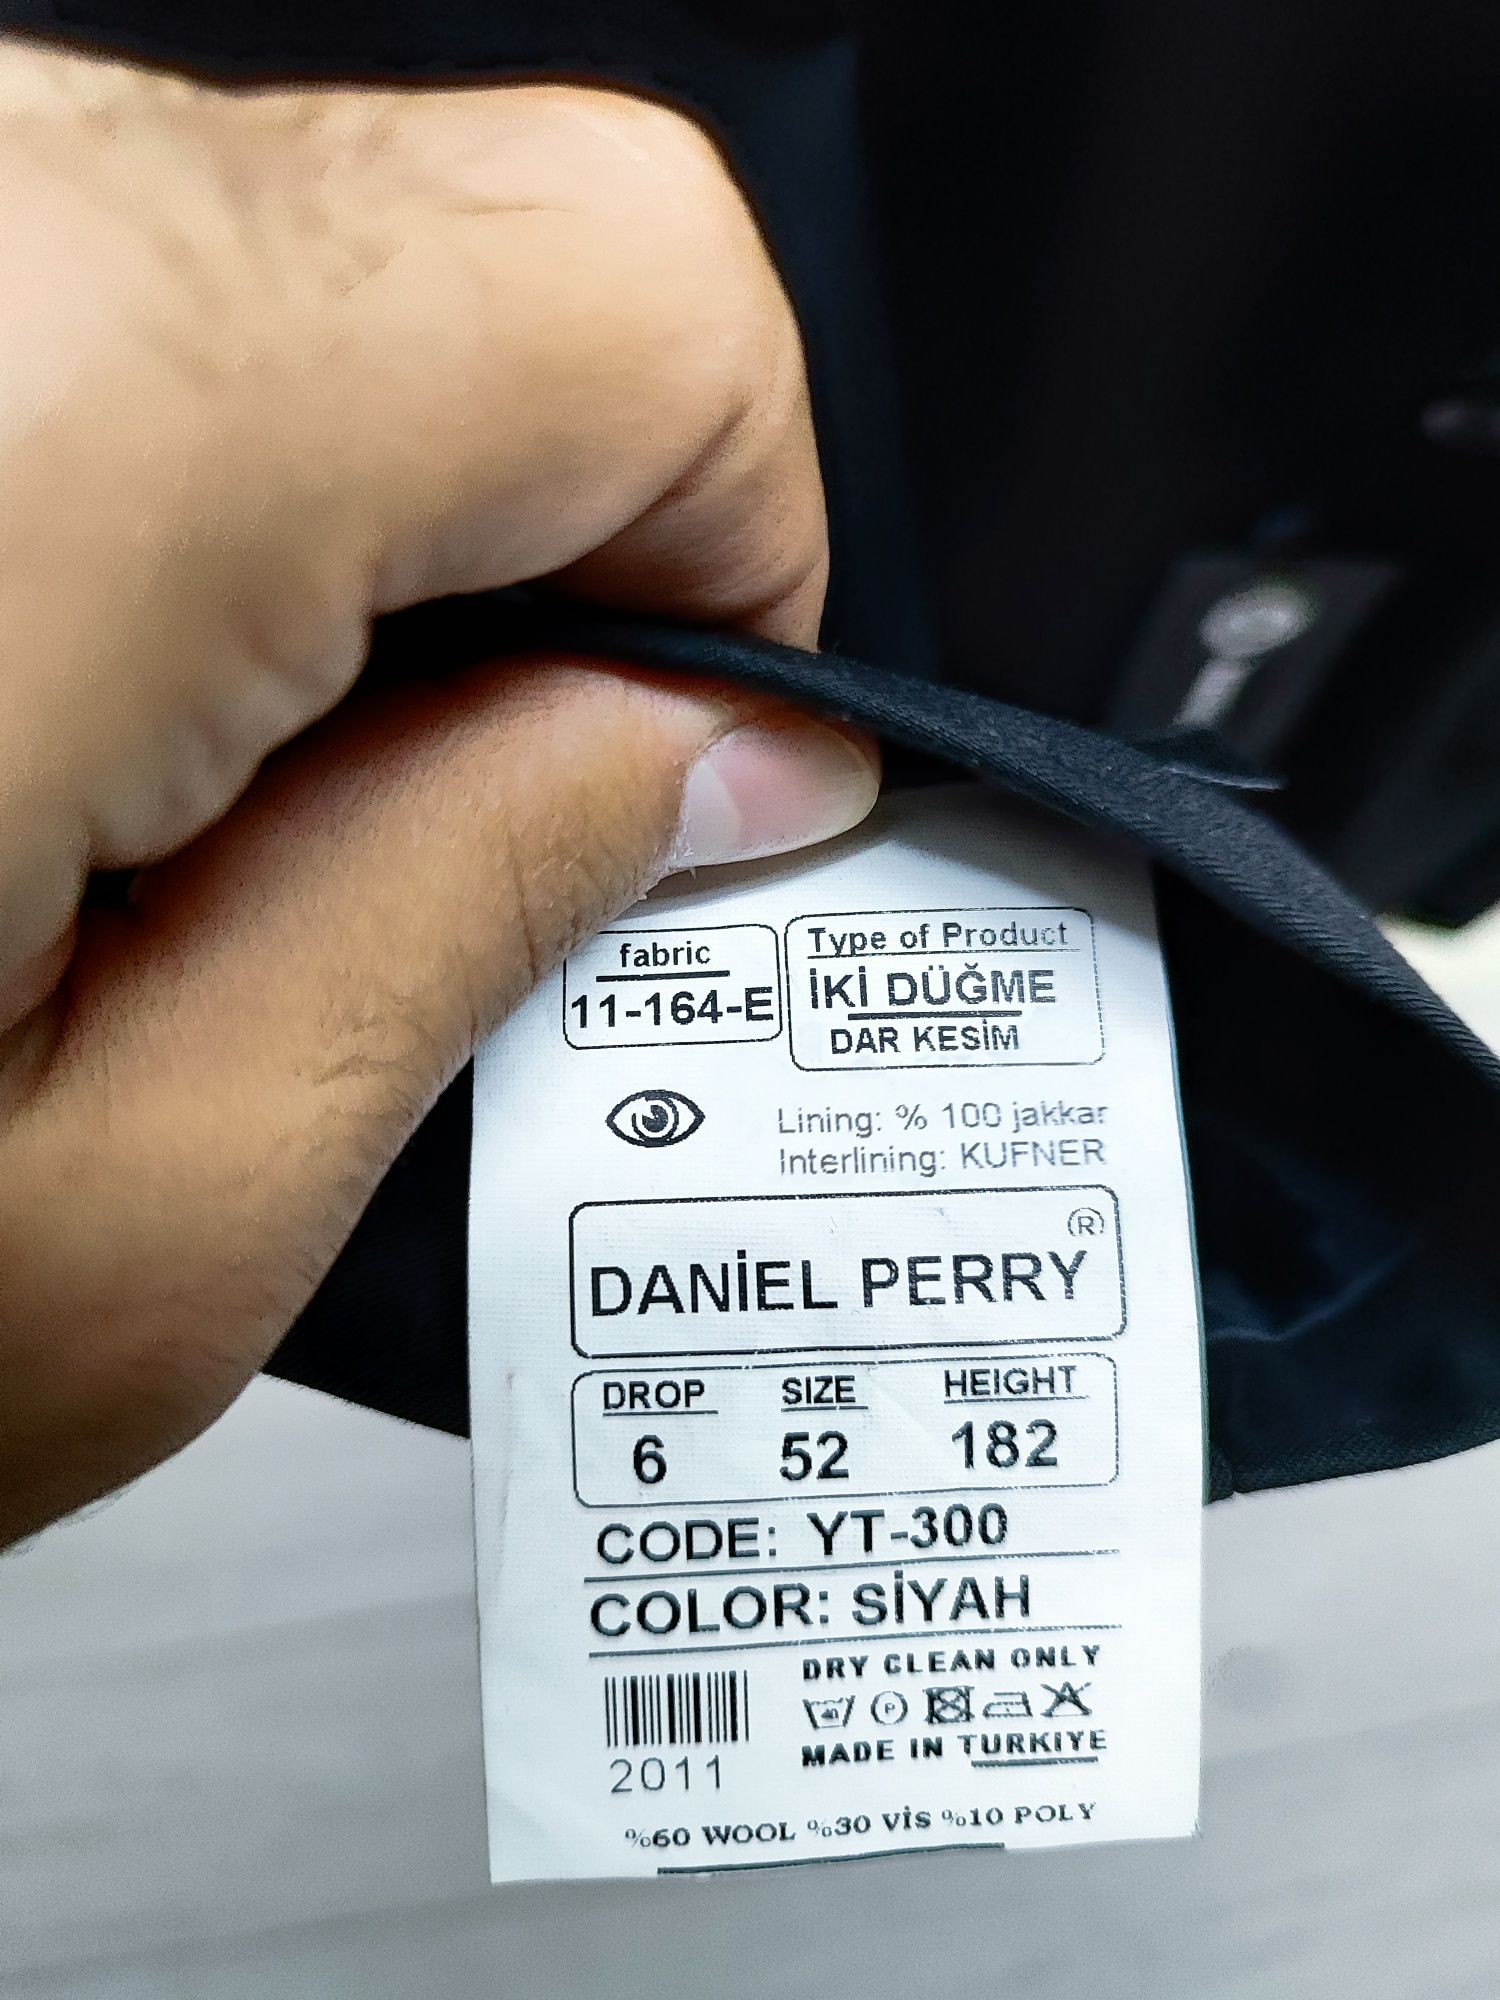 fabric
11-164-E
Type of Product
İKİ DÜĞME
DAR KESİM
Lining: % 100 jakkar
Interlining: KUFNER
®
DANİEL PERRY
DROP SIZE HEIGHT
6 52 182
CODE: YT-300
COLOR: SİYAH
DRY CLEAN ONLY
40 P
MADE IN TURKIYE
2011
%60 WOOL %30 VİS %10 POLY